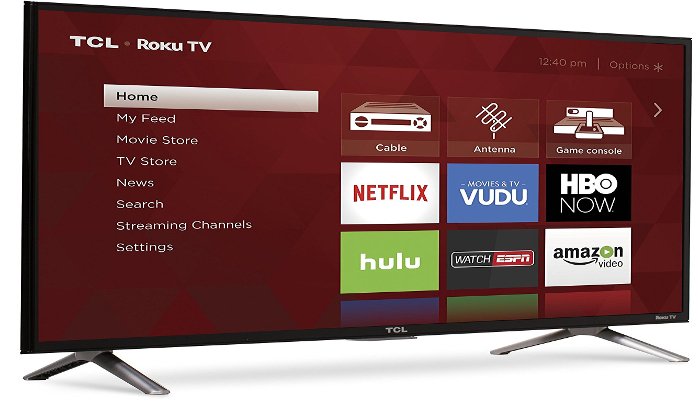 TCL • Roku TV
12:40 pm | Options
Home
My Feed
Movie Store
TV Store
News
Search
Streaming Channels
Settings
Cable
Antenna
Game console
NETFLIX
MOVIES & TV
VUDU
HBO
NOW
hulu
WATCH ESPN
amazon
video
TCL
Roku TV